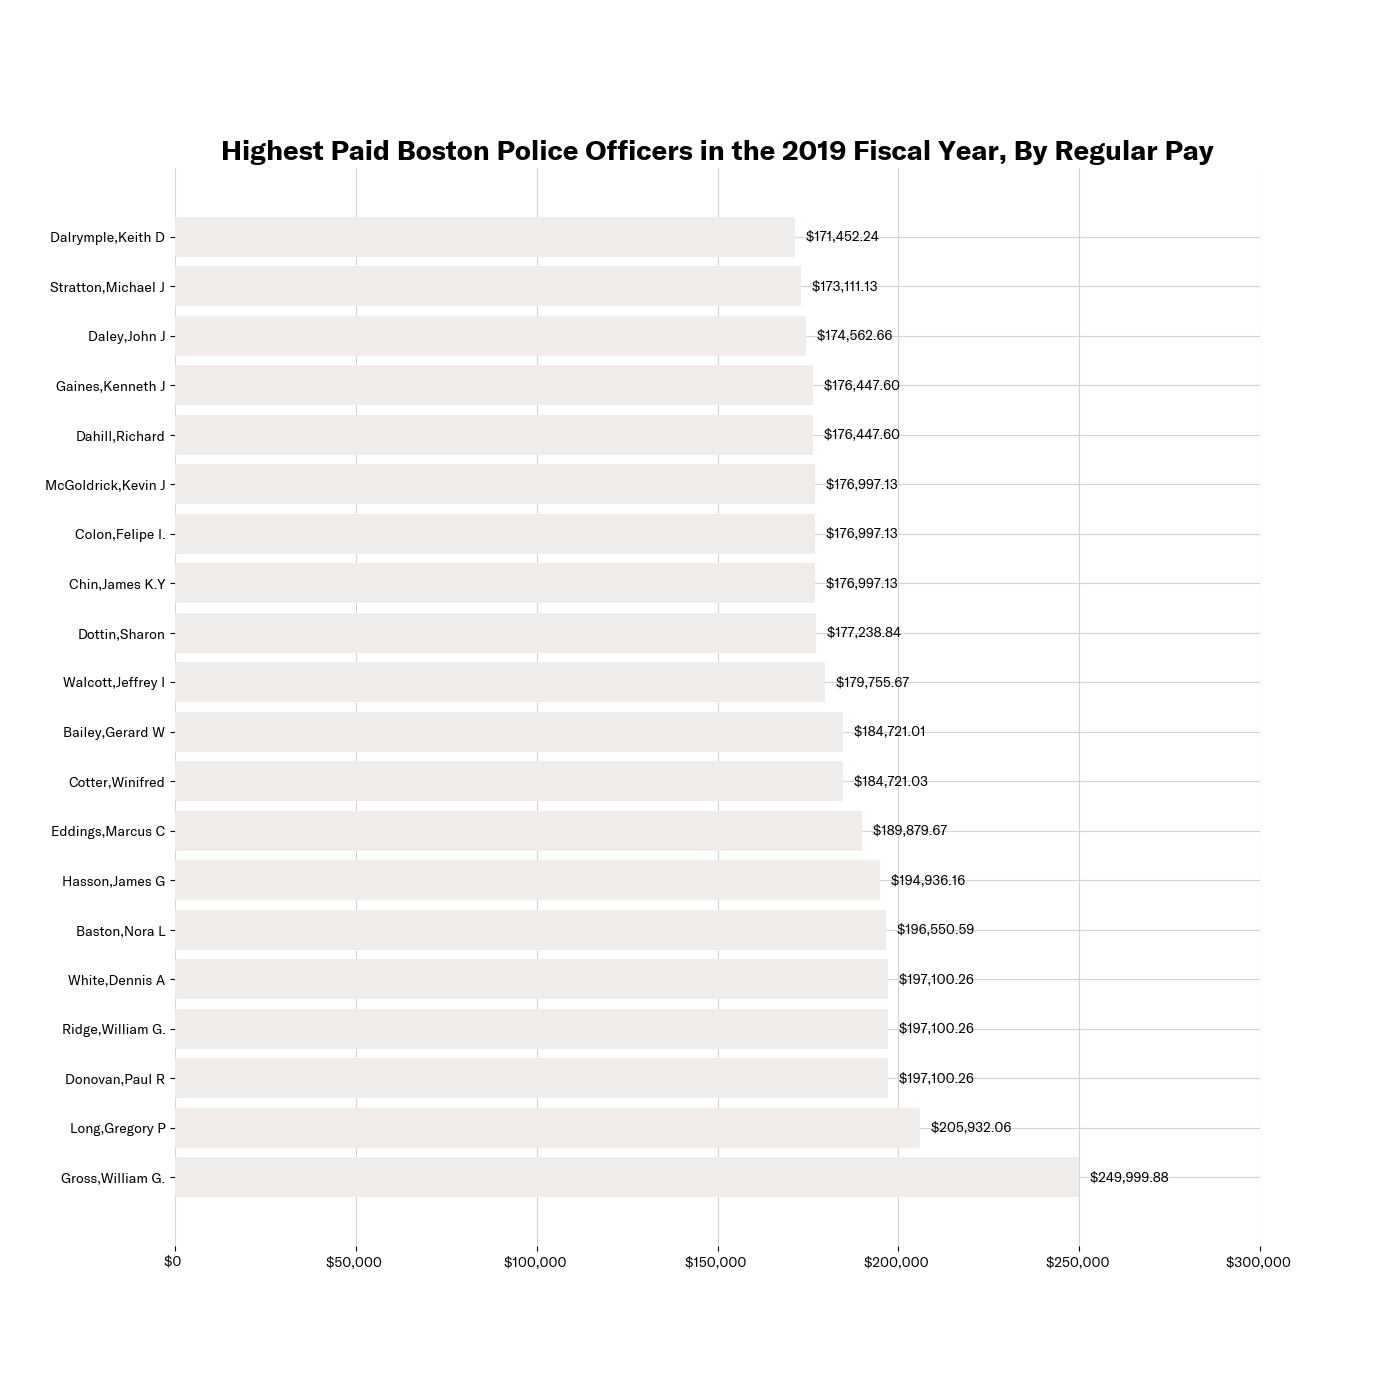 Highest Paid Boston Police Officers in the 2019 Fiscal Year, By Regular Pay
Dalrymple,Keith D $171,452.24
Stratton,Michael J $173,111.13
Daley,John J $174,562.66
Gaines,Kenneth J $176,447.60
Dahill,Richard $176,447.60
McGoldrick,Kevin J $176,997.13
Colon,Felipe I. $176,997.13
Chin,James K.Y $176,997.13
Dottin,Sharon $177,238.84
Walcott,Jeffrey I $179,755.67
Bailey,Gerard W $184,721.01
Cotter,Winifred $184,721.03
Eddings,Marcus C $189,879.67
Hasson,James G $194,936.16
Baston,Nora L $196,550.59
White,Dennis A $197,100.26
Ridge,William G. $197,100.26
Donovan,Paul R $197,100.26
Long,Gregory P $205,932.06
Gross,William G. $249,999.88
$0 $50,000 $100,000 $150,000 $200,000 $250,000 $300,000